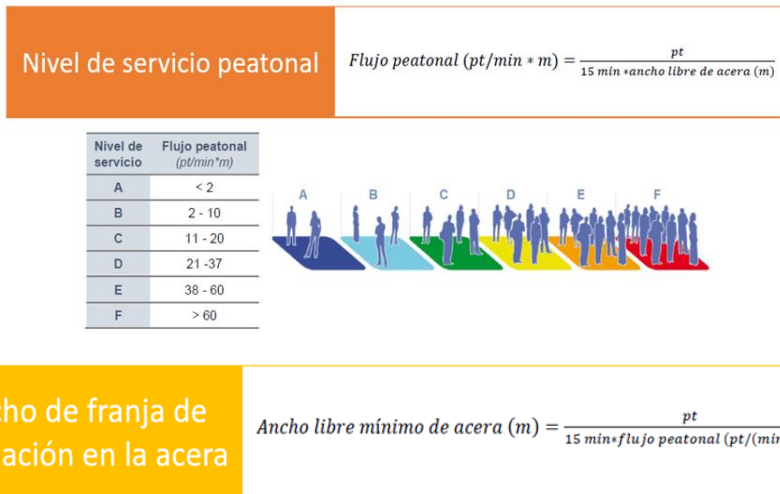 Nivel de servicio peatonal
Flujo peatonal (pt/min * m) = pt / 15 min *ancho libre de acera (m)
Nivel de servicio Flujo peatonal (pt/min*m)
A < 2
B 2 - 10
C 11 - 20
D 21 -37
E 38 - 60
F > 60
A B C D E F
cho de franja de
ación en la acera
Ancho libre mínimo de acera (m) = pt / 15 min*flujo peatonal (pt/(min